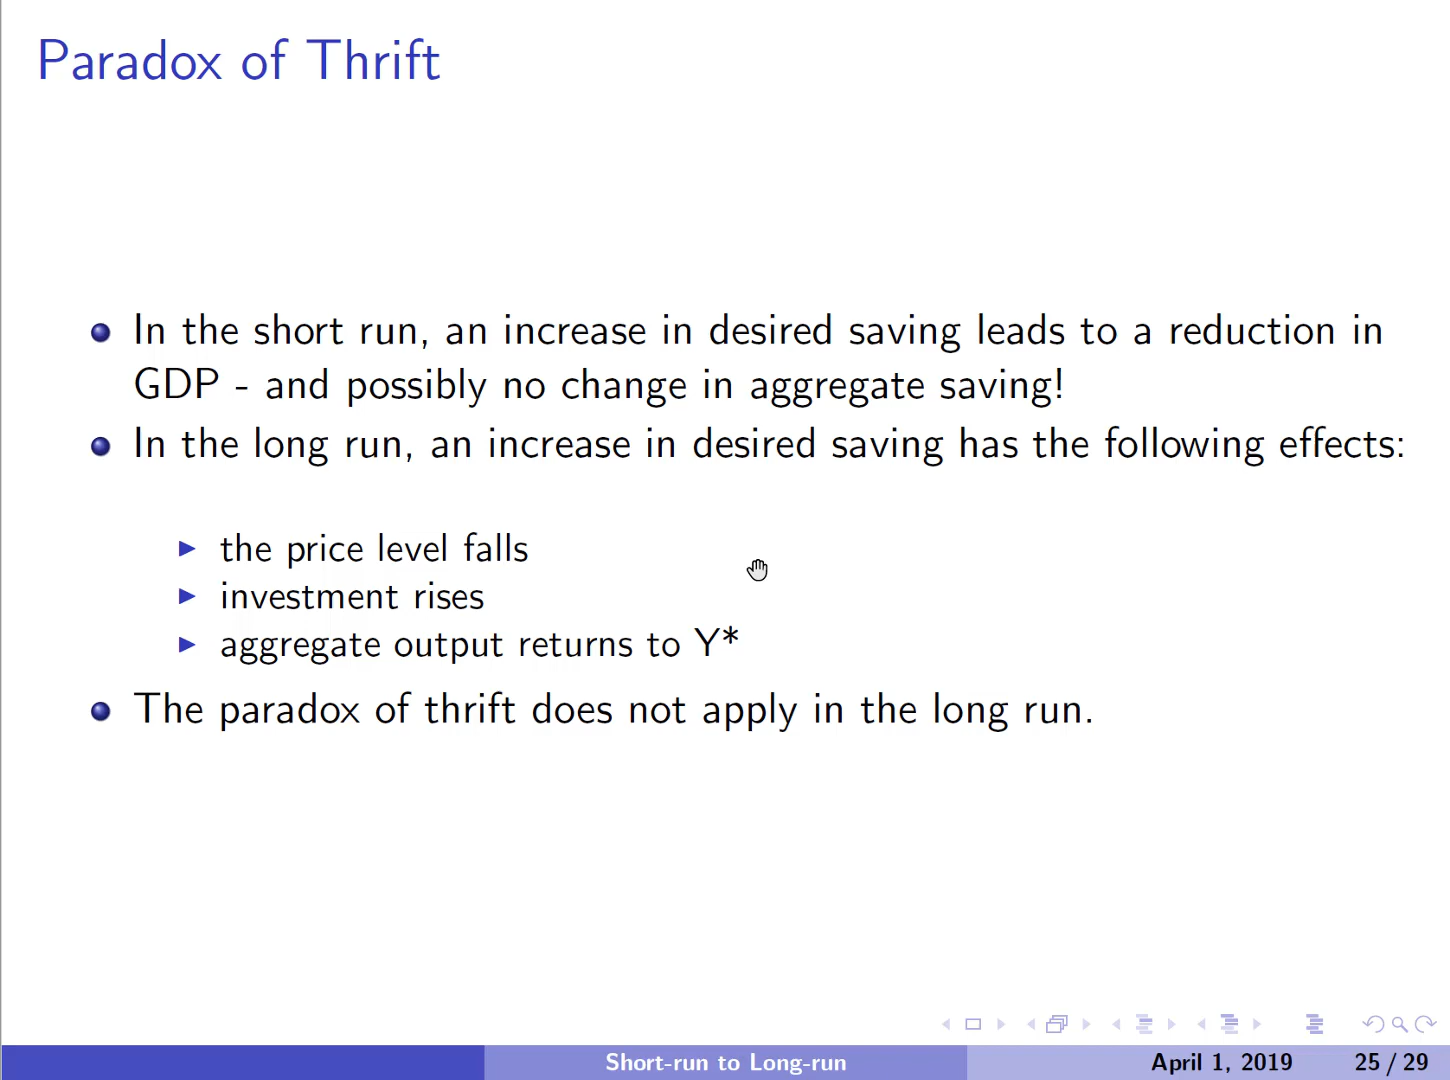 Paradox of Thrift
In the short run, an increase in desired saving leads to a reduction in
GDP - and possibly no change in aggregate saving!
In the long run, an increase in desired saving has the following effects:
the price level falls
investment rises
aggregate output returns to Y*
The paradox of thrift does not apply in the long run.
Short-run to Long-run April 1, 2019 25 / 29